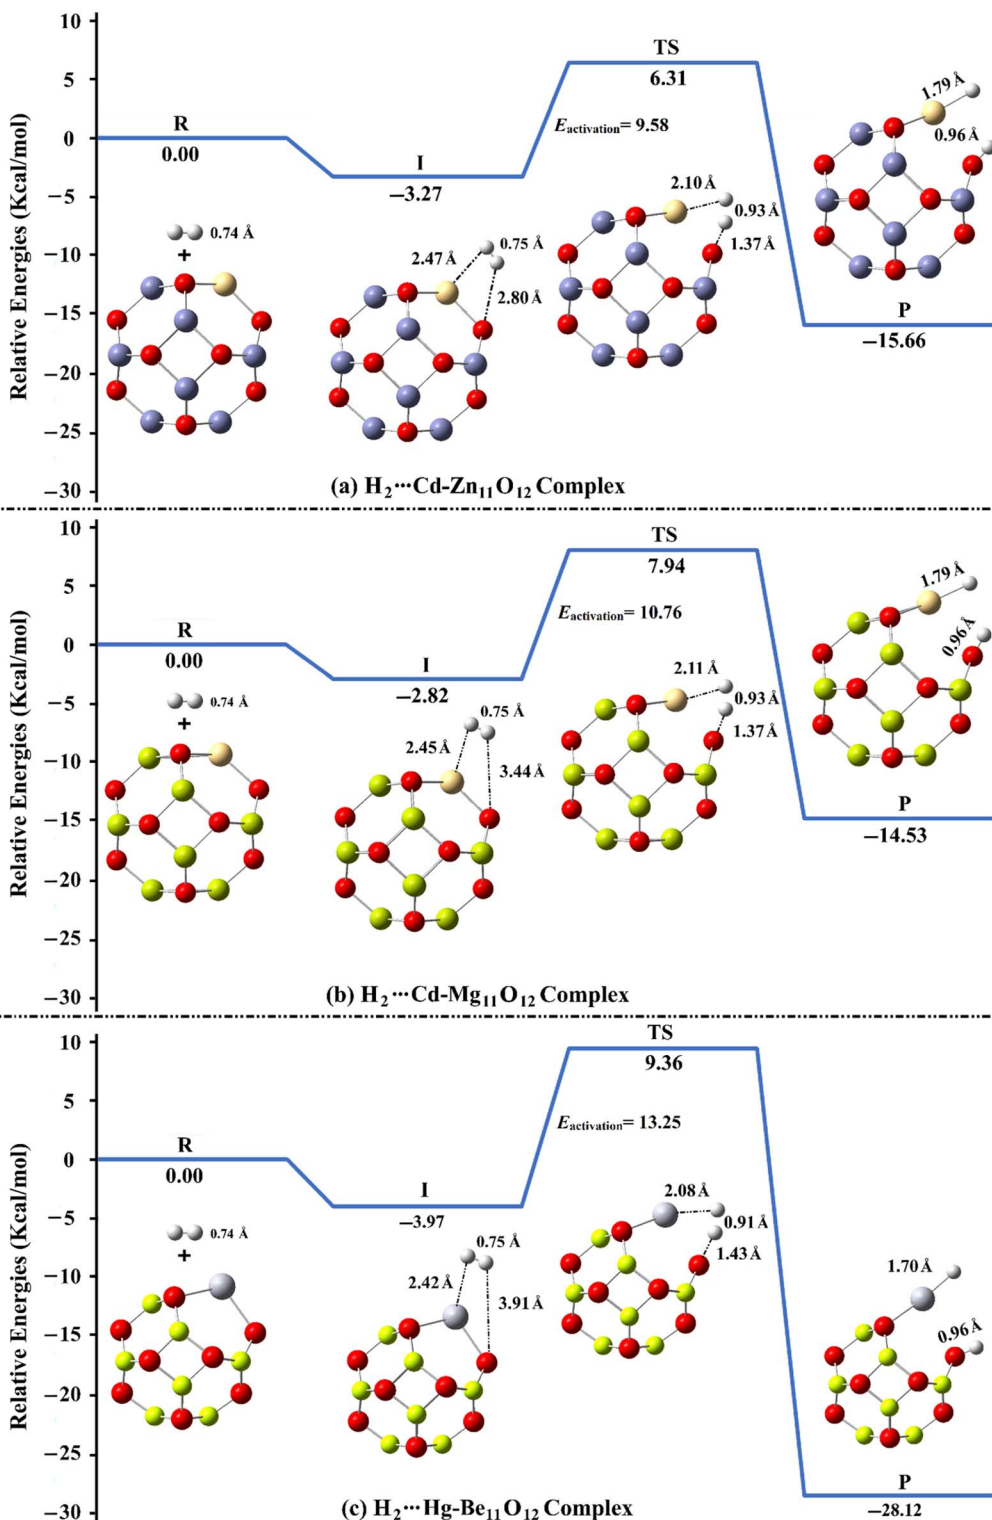 Relative Energies (Kcal/mol)
10
5
0
−5
−10
−15
−20
−25
−30
R
0.00
I
−3.27
TS
6.31
Eactivation= 9.58
P
−15.66
0.74 Å
+
2.47 Å
0.75 Å
2.80 Å
2.10 Å
0.93 Å
1.37 Å
1.79 Å
0.96 Å
(a) H2···Cd-Zn11O12 Complex
Relative Energies (Kcal/mol)
10
5
0
−5
−10
−15
−20
−25
−30
R
0.00
I
−2.82
TS
7.94
Eactivation= 10.76
P
−14.53
0.74 Å
+
2.45 Å
0.75 Å
3.44 Å
2.11 Å
0.93 Å
1.37 Å
1.79 Å
0.96 Å
(b) H2···Cd-Mg11O12 Complex
Relative Energies (Kcal/mol)
10
5
0
−5
−10
−15
−20
−25
−30
R
0.00
I
−3.97
TS
9.36
Eactivation= 13.25
P
−28.12
0.74 Å
+
2.42 Å
0.75 Å
3.91 Å
2.08 Å
0.91 Å
1.43 Å
1.70 Å
0.96 Å
(c) H2···Hg-Be11O12 Complex